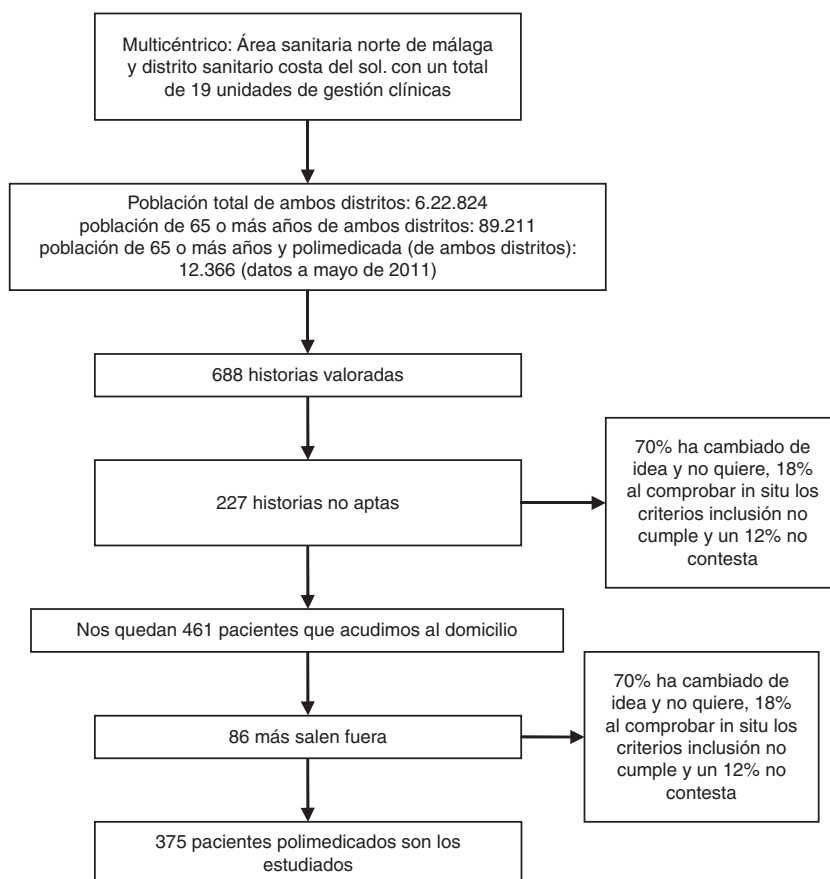 Multicéntrico: Área sanitaria norte de málaga
y distrito sanitario costa del sol. con un total
de 19 unidades de gestión clínicas
Población total de ambos distritos: 6.22.824
población de 65 o más años de ambos distritos: 89.211
población de 65 o más años y polimedicada (de ambos distritos):
12.366 (datos a mayo de 2011)
688 historias valoradas
227 historias no aptas
70% ha cambiado de
idea y no quiere, 18%
al comprobar in situ los
criterios inclusión no
cumple y un 12% no
contesta
Nos quedan 461 pacientes que acudimos al domicilio
86 más salen fuera
70% ha cambiado de
idea y no quiere, 18%
al comprobar in situ los
criterios inclusión no
cumple y un 12% no
contesta
375 pacientes polimedicados son los
estudiados